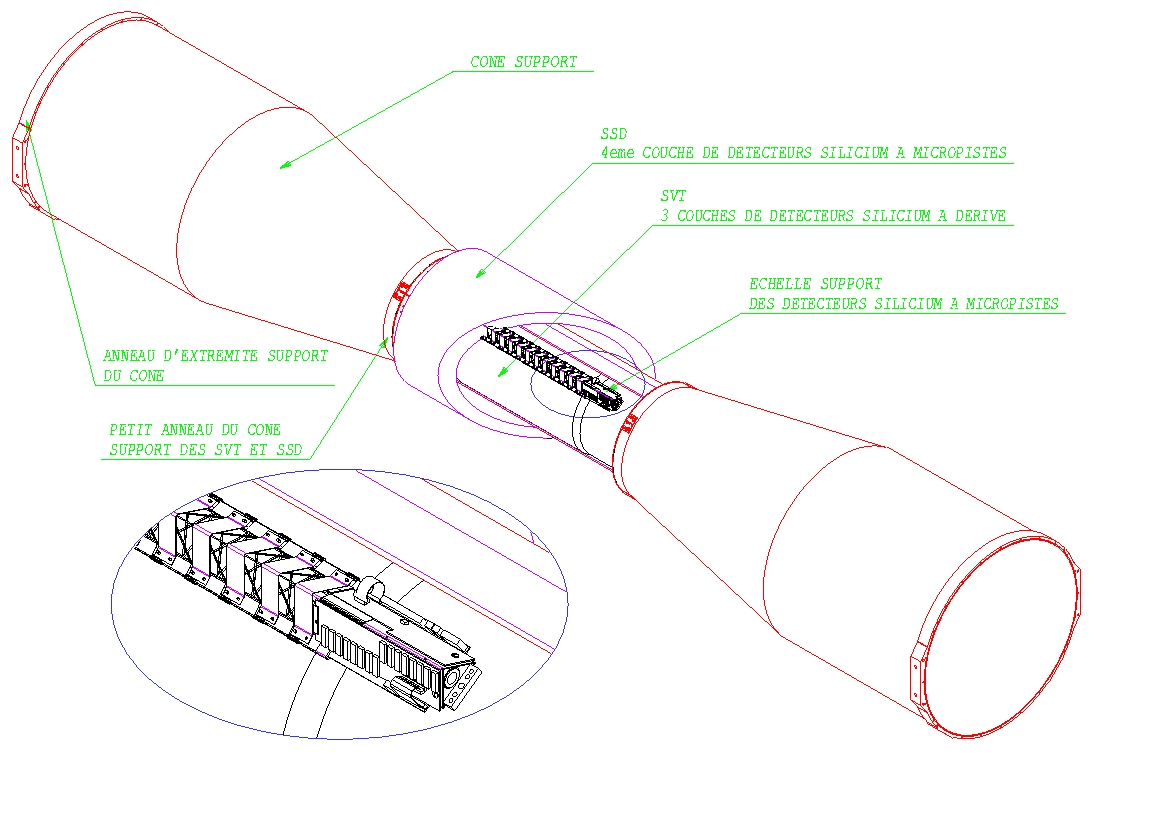 CONE SUPPORT
SSD
4eme COUCHE DE DETECTEURS SILICIUM A MICROPISTES
SVT
3 COUCHES DE DETECTEURS SILICIUM A DERIVE
ECHELLE SUPPORT
DES DETECTEURS SILICIUM A MICROPISTES
ANNEAU D'EXTREMITE SUPPORT
DU CONE
PETIT ANNEAU DU CONE
SUPPORT DES SVT ET SSD